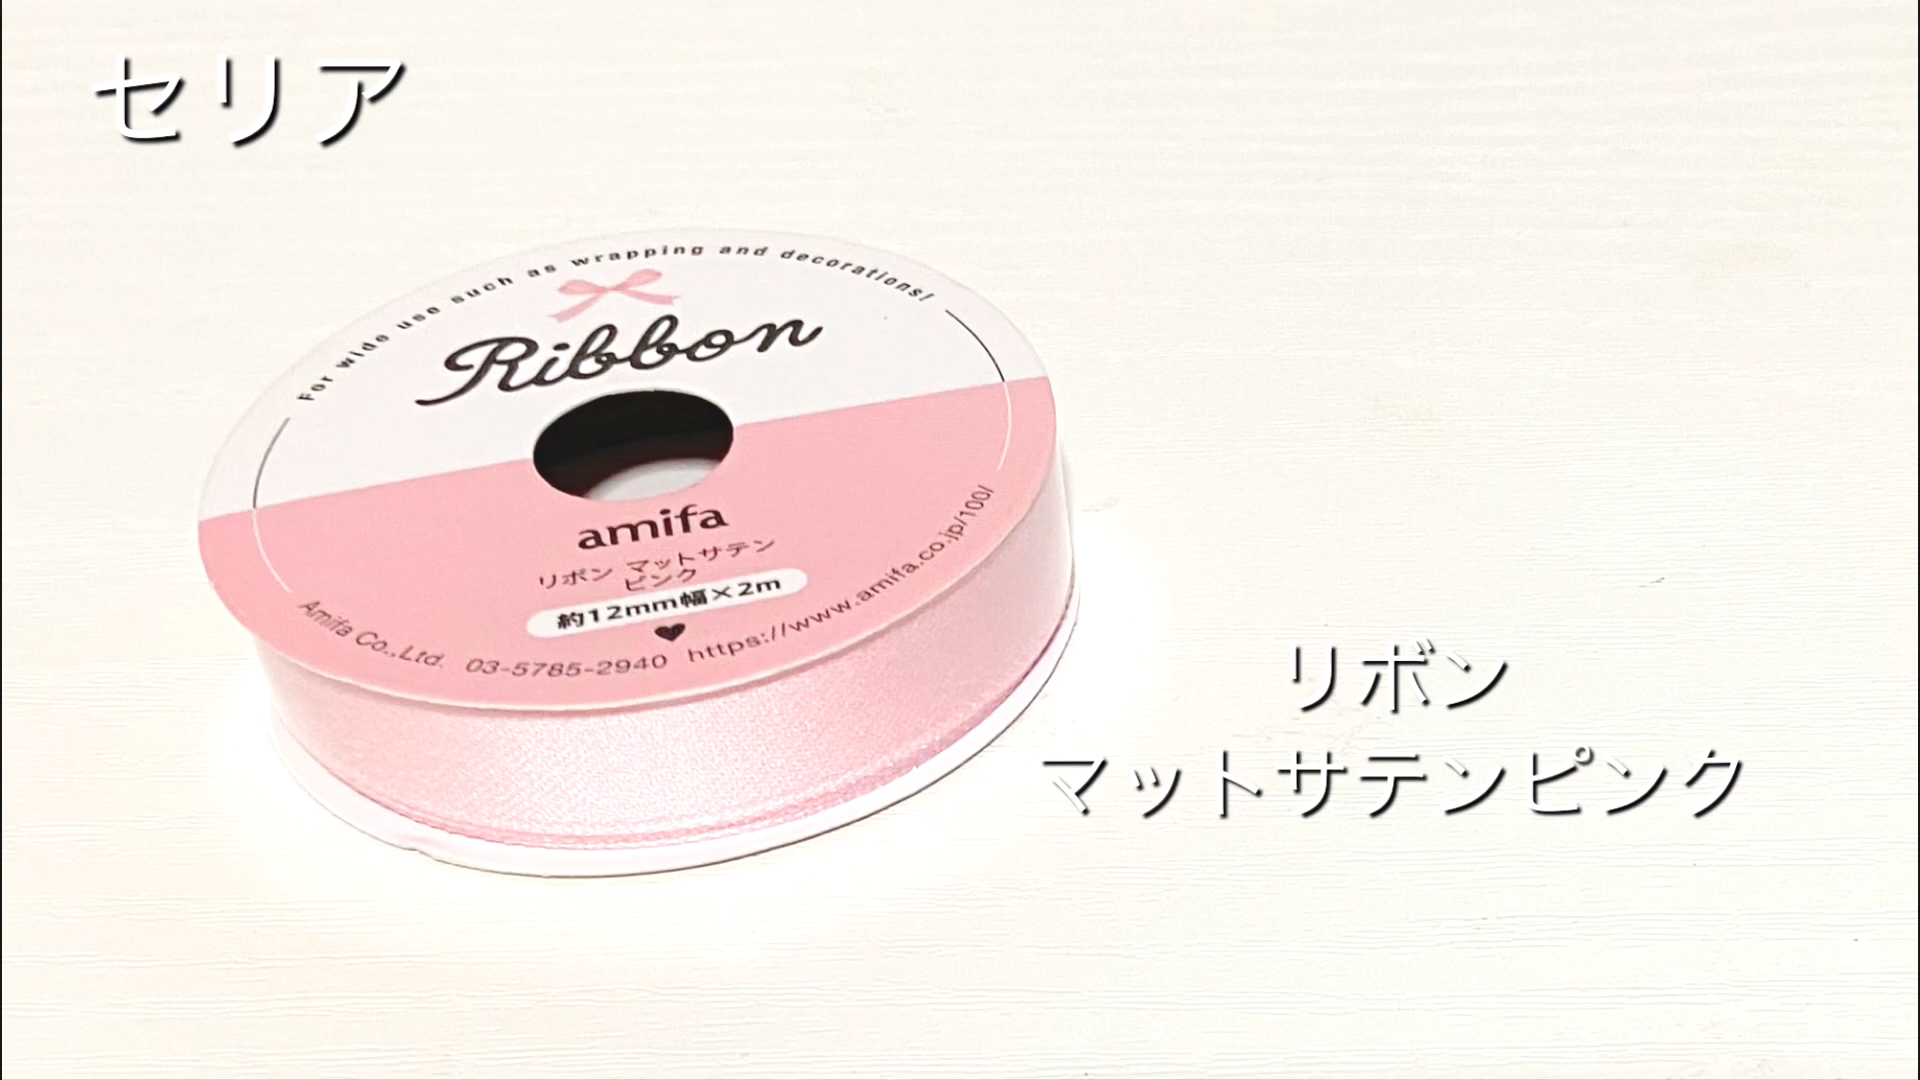 セリア
For wide use such as wrapping and decorations!
Ribbon
amifa
リボン マットサテン
ピンク
約12mm幅×2m
Amifa Co.,Ltd. 03-5785-2940 https://www.amifa.co.jp/100/
リボン
マットサテンピンク